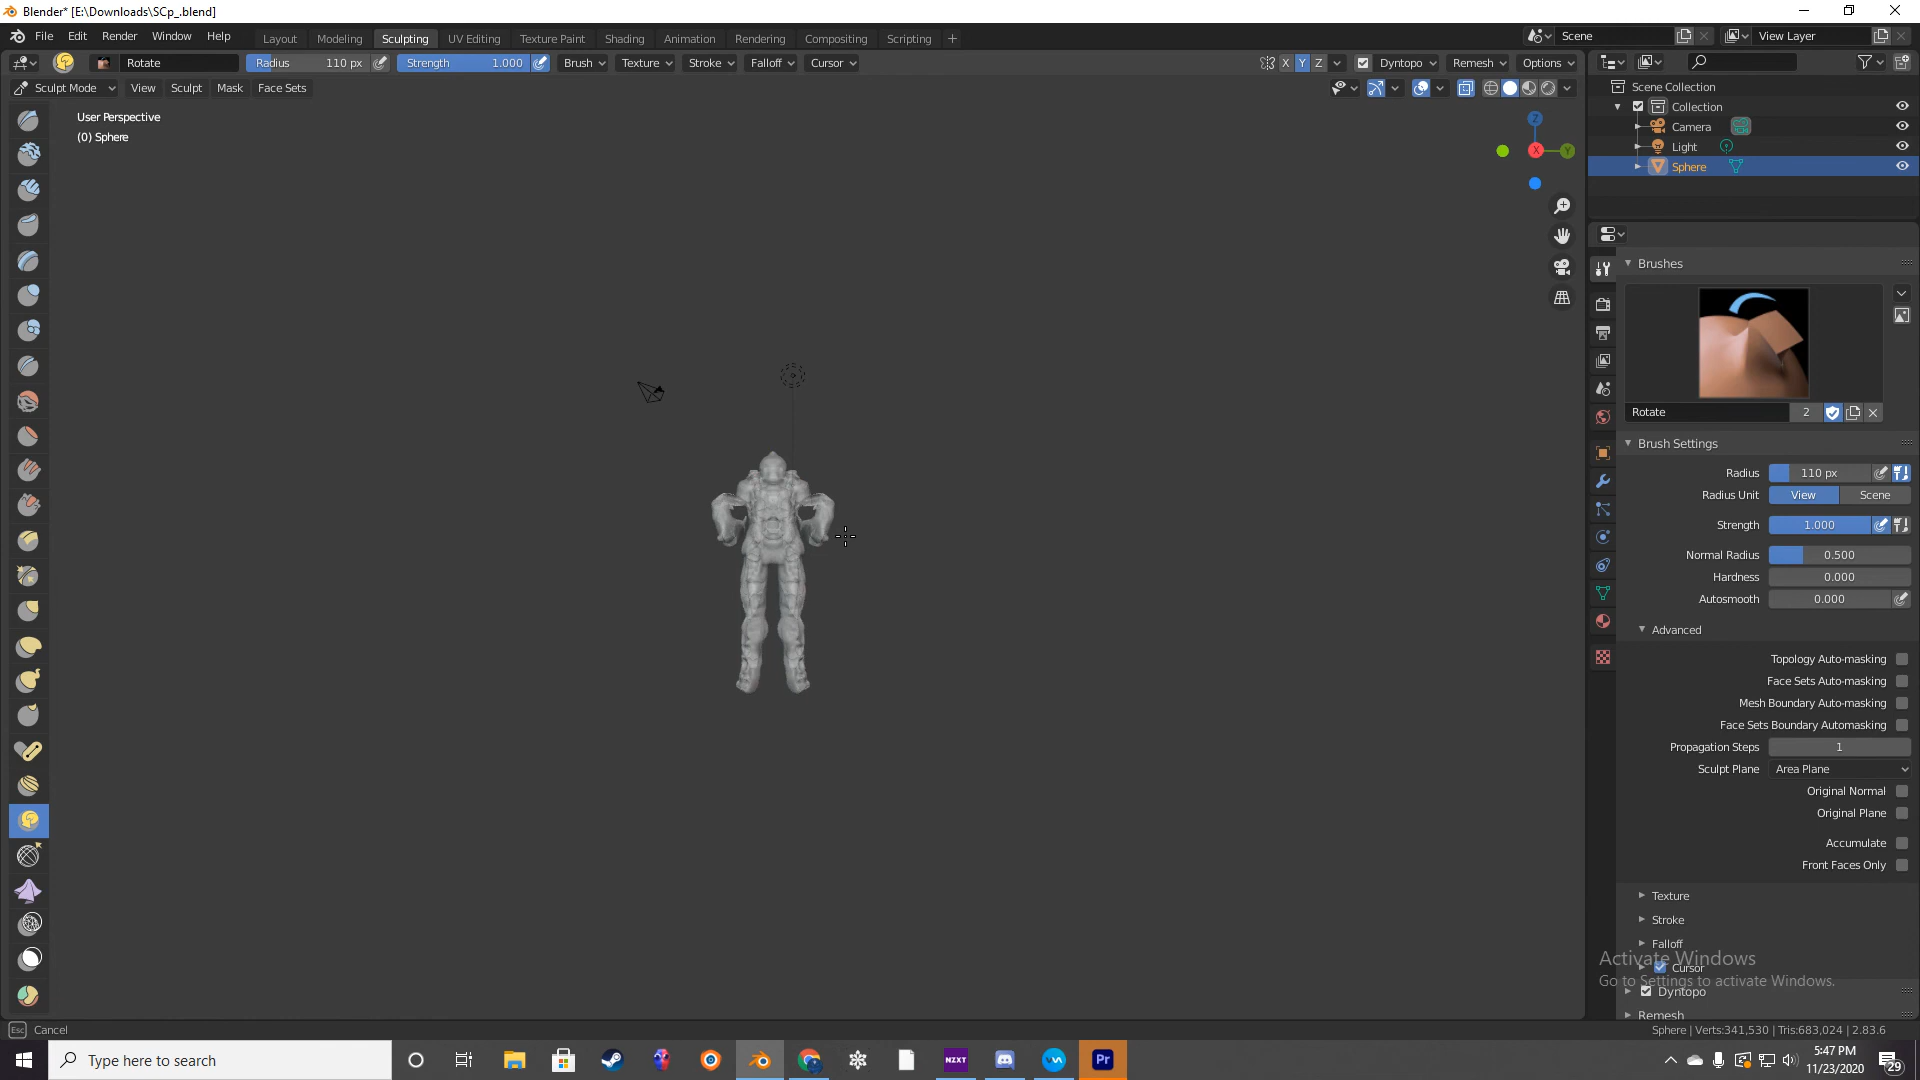 Blender* [E:\Downloads\SCp_.blend]
File Edit Render Window Help Layout Modeling Sculpting UV Editing Texture Paint Shading Animation Rendering Compositing Scripting + Scene View Layer
Rotate Radius 110 px Strength 1.000 Brush Texture Stroke Falloff Cursor X Y Z Dyntopo Remesh Options
Sculpt Mode View Sculpt Mask Face Sets
Scene Collection
Collection
Camera
Light
Sphere
User Perspective
(0) Sphere
Z
X
Y
Brushes
Rotate 2
Brush Settings
Radius 110 px
Radius Unit View Scene
Strength 1.000
Normal Radius 0.500
Hardness 0.000
Autosmooth 0.000
Advanced
Topology Auto-masking
Face Sets Auto-masking
Mesh Boundary Auto-masking
Face Sets Boundary Automasking
Propagation Steps 1
Sculpt Plane Area Plane
Original Normal
Original Plane
Accumulate
Front Faces Only
Texture
Stroke
Falloff
Cursor
Activate Windows
Go to Settings to activate Windows.
Dyntopo
Remesh
Esc Cancel
Sphere | Verts:341,530 | Tris:683,024 | 2.83.6
Type here to search
NZXT
Pr
5:47 PM
11/23/2020
29